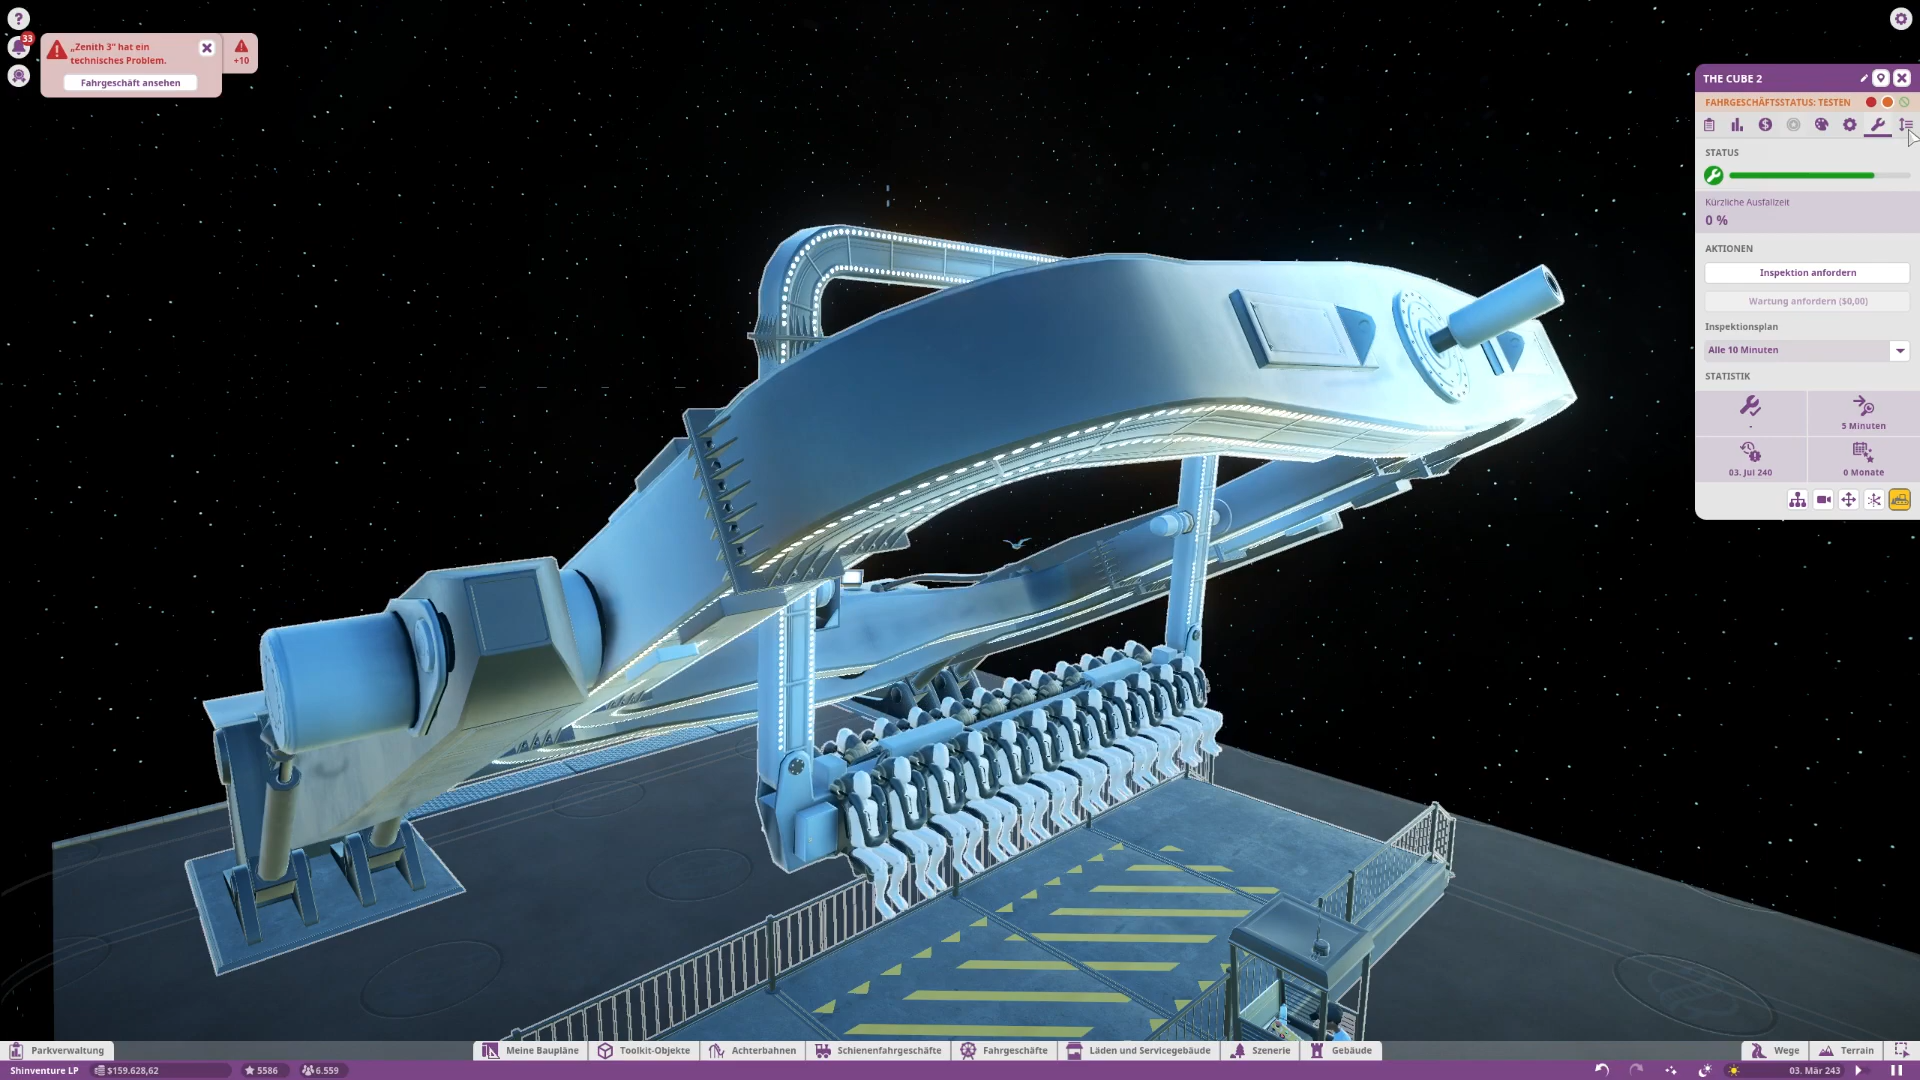 ?
33
„Zenith 3" hat ein
technisches Problem.
Fahrgeschäft ansehen
+10
THE CUBE 2
FAHRGESCHÄFTSSTATUS: TESTEN
STATUS
Kürzliche Ausfallzeit
0 %
AKTIONEN
Inspektion anfordern
Wartung anfordern ($0,00)
Inspektionsplan
Alle 10 Minuten
STATISTIK
-
5 Minuten
03. Jul 240
0 Monate
Parkverwaltung
Meine Baupläne
Toolkit-Objekte
Achterbahnen
Schienenfahrgeschäfte
Fahrgeschäfte
Läden und Servicegebäude
Szenerie
Gebäude
Wege
Terrain
Shinventure LP
$159.628,62
5586
6.559
03. Mär 243